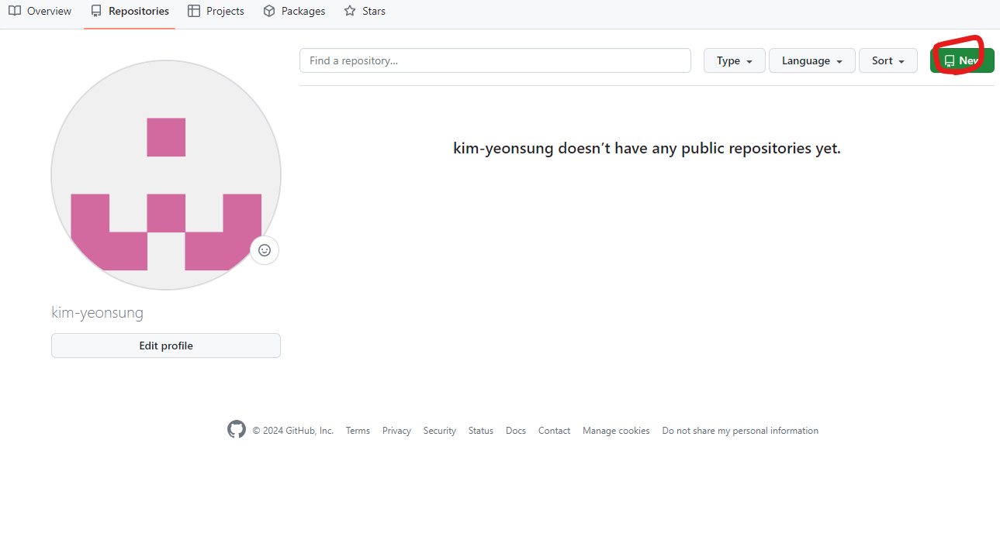 Overview Repositories Projects Packages Stars
Find a repository... Type Language Sort New
kim-yeonsung doesn't have any public repositories yet.
kim-yeonsung
Edit profile
© 2024 GitHub, Inc. Terms Privacy Security Status Docs Contact Manage cookies Do not share my personal information